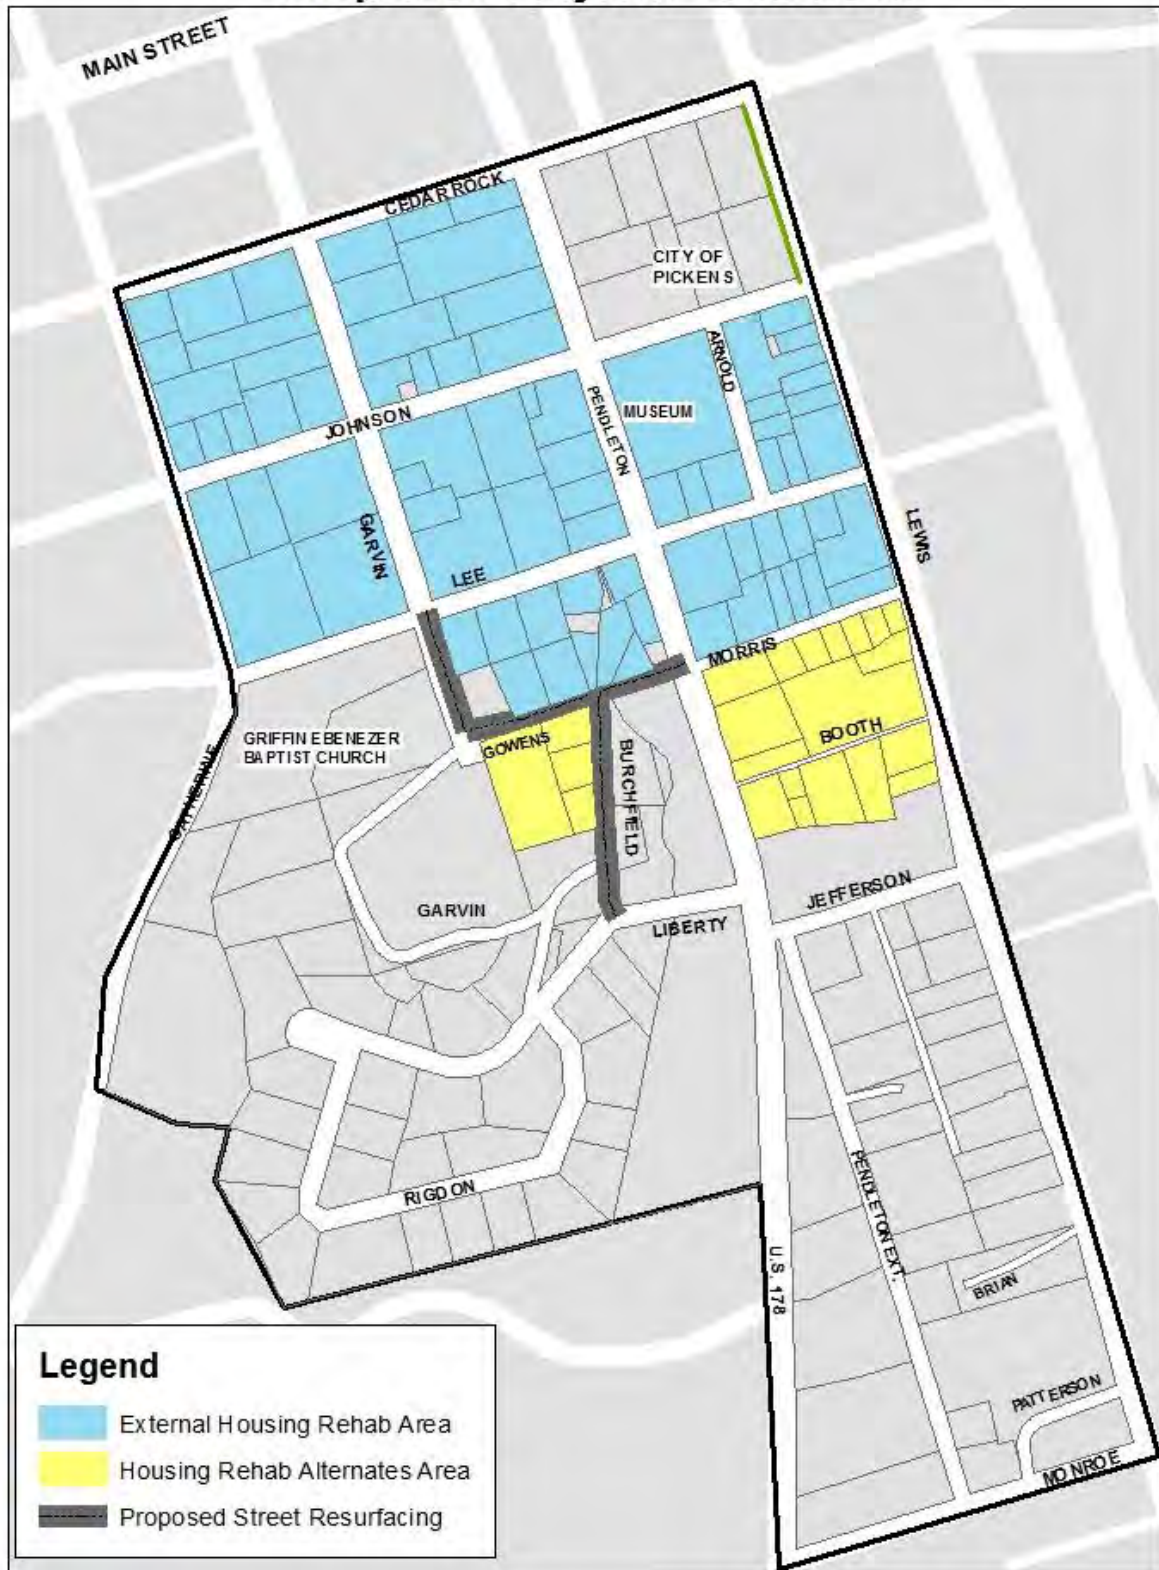 MAIN STREET
CEDAR ROCK
CITY OF
PICKENS
ARNOLD
JOHNSON
PENDLETON
MUSEUM
GARVIN
LEE
LEWIS
MORRIS
GRIFFIN EBENEZER
BAPTIST CHURCH
GOWENS
BOOTH
BURCHFIELD
CATHERINE
GARVIN
LIBERTY
JEFFERSON
RIGDON
PENDLETON EXT.
U.S. 178
BRIAN
PATTERSON
MONROE
Legend
External Housing Rehab Area
Housing Rehab Alternates Area
Proposed Street Resurfacing